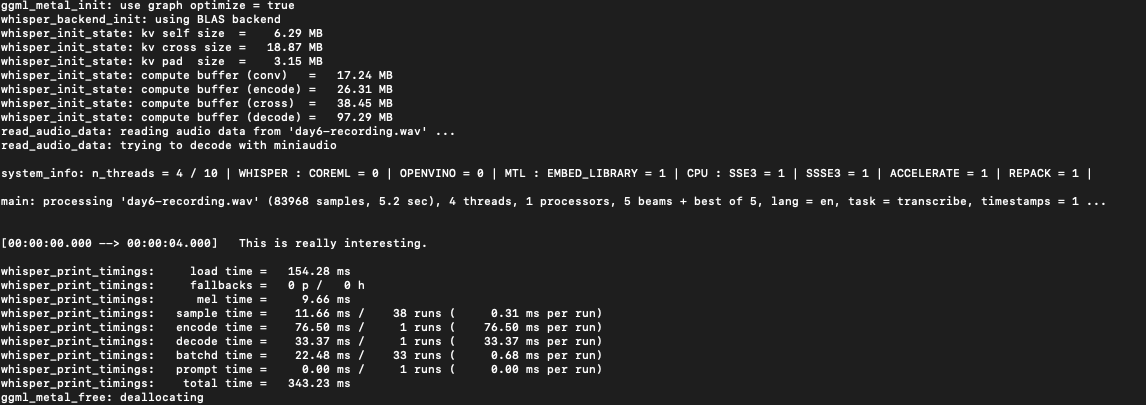 ggml_metal_init: use graph optimize = true
whisper_backend_init: using BLAS backend
whisper_init_state: kv self size  =    6.29 MB
whisper_init_state: kv cross size =   18.87 MB
whisper_init_state: kv pad  size  =    3.15 MB
whisper_init_state: compute buffer (conv)   =   17.24 MB
whisper_init_state: compute buffer (encode) =   26.31 MB
whisper_init_state: compute buffer (cross)  =   38.45 MB
whisper_init_state: compute buffer (decode) =   97.29 MB
read_audio_data: reading audio data from 'day6-recording.wav' ...
read_audio_data: trying to decode with miniaudio
system_info: n_threads = 4 / 10 | WHISPER : COREML = 0 | OPENVINO = 0 | MTL : EMBED_LIBRARY = 1 | CPU : SSE3 = 1 | SSSE3 = 1 | ACCELERATE = 1 | REPACK = 1 |
main: processing 'day6-recording.wav' (83968 samples, 5.2 sec), 4 threads, 1 processors, 5 beams + best of 5, lang = en, task = transcribe, timestamps = 1 ...
[00:00:00.000 --> 00:00:04.000]   This is really interesting.
whisper_print_timings:     load time =   154.28 ms
whisper_print_timings:     fallbacks =   0 p /   0 h
whisper_print_timings:      mel time =     9.66 ms
whisper_print_timings:   sample time =    11.66 ms /    38 runs (     0.31 ms per run)
whisper_print_timings:   encode time =    76.50 ms /     1 runs (    76.50 ms per run)
whisper_print_timings:   decode time =    33.37 ms /     1 runs (    33.37 ms per run)
whisper_print_timings:   batchd time =    22.48 ms /    33 runs (     0.68 ms per run)
whisper_print_timings:   prompt time =     0.00 ms /     1 runs (     0.00 ms per run)
whisper_print_timings:    total time =   343.23 ms
ggml_metal_free: deallocating